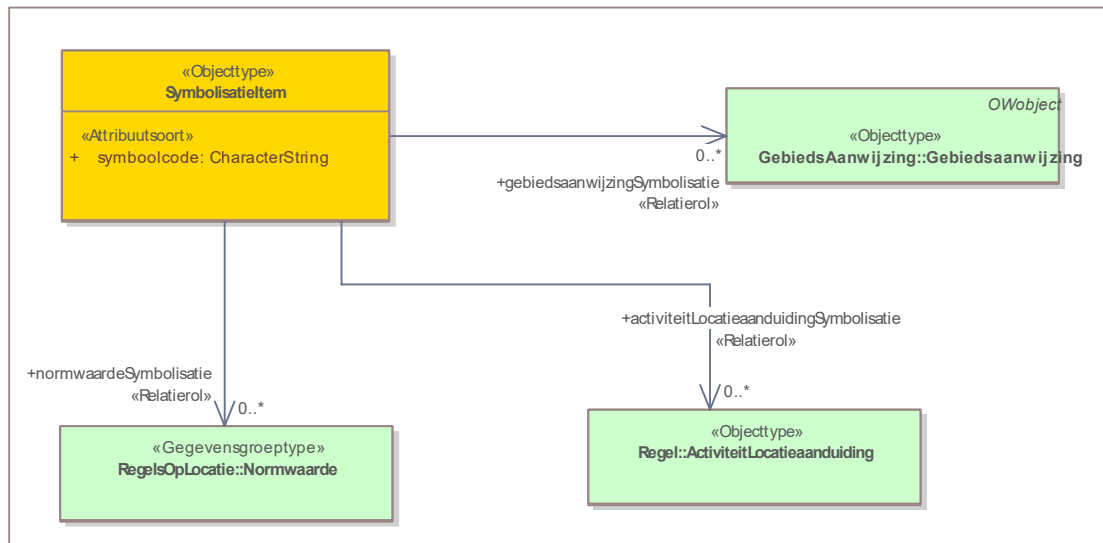 «Objecttype»
SymbolisatieItem
«Attribuutsoort»
+ symboolcode: CharacterString
OWobject
«Objecttype»
GebiedsAanwijzing::Gebiedsaanwijzing
0..*
+gebiedsaanwijzingSymbolisatie
«Relatierol»
+activiteitLocatieaanduidingSymbolisatie
«Relatierol»
+normwaardeSymbolisatie
«Relatierol»
0..*
0..*
«Gegevensgroeptype»
RegelsOpLocatie::Normwaarde
«Objecttype»
Regel::ActiviteitLocatieaanduiding